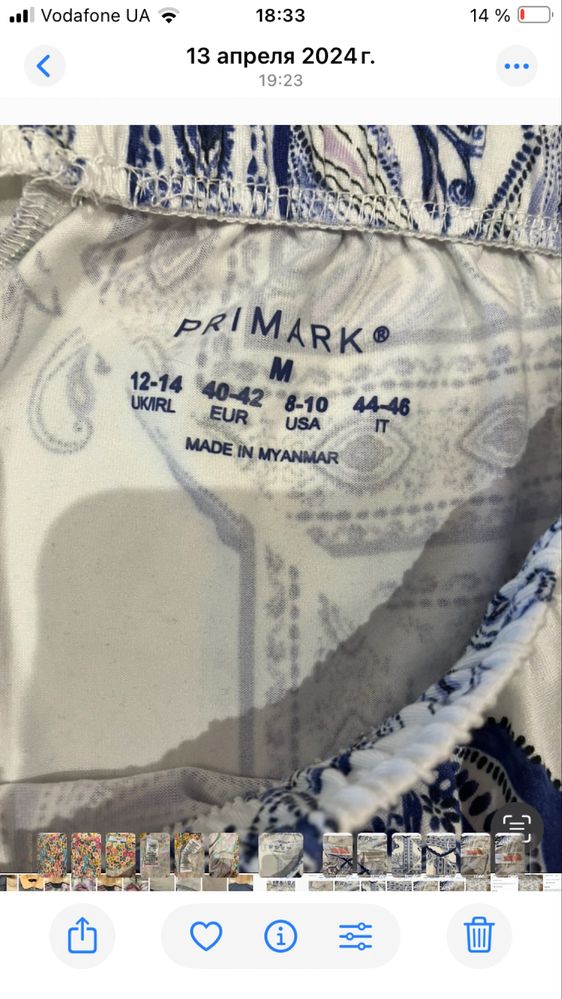 Vodafone UA 18:33 14 %
13 апреля 2024 г.
19:23
PRIMARK®
M
12-14 40-42 8-10 44-46
UK/IRL EUR USA IT
MADE IN MYANMAR